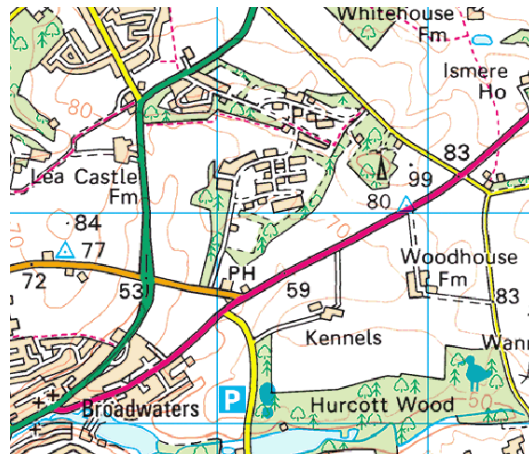 Whitehouse
Fm
Ismere
Ho
80
83
Lea Castle
Fm
99
80
84
77
Woodhouse
Fm
PH
72
53
59
83
Kennels
Wann
P
Broadwaters
Hurcott Wood
50